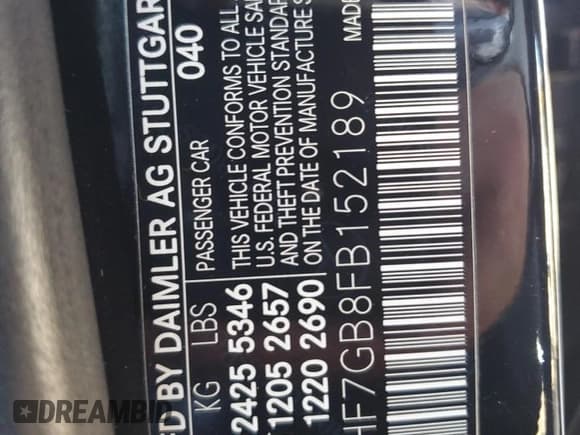 ED BY DAIMLER AG STUTTGAR
040
KG LBS PASSENGER CAR
2425 5346 THIS VEHICLE CONFORMS TO ALL
1205 2657 U.S. FEDERAL MOTOR VEHICLE SA
AND THEFT PREVENTION STANDAR
1220 2690 ON THE DATE OF MANUFACTURE S
HF7GB8FB152189 MADE
DREAMBID